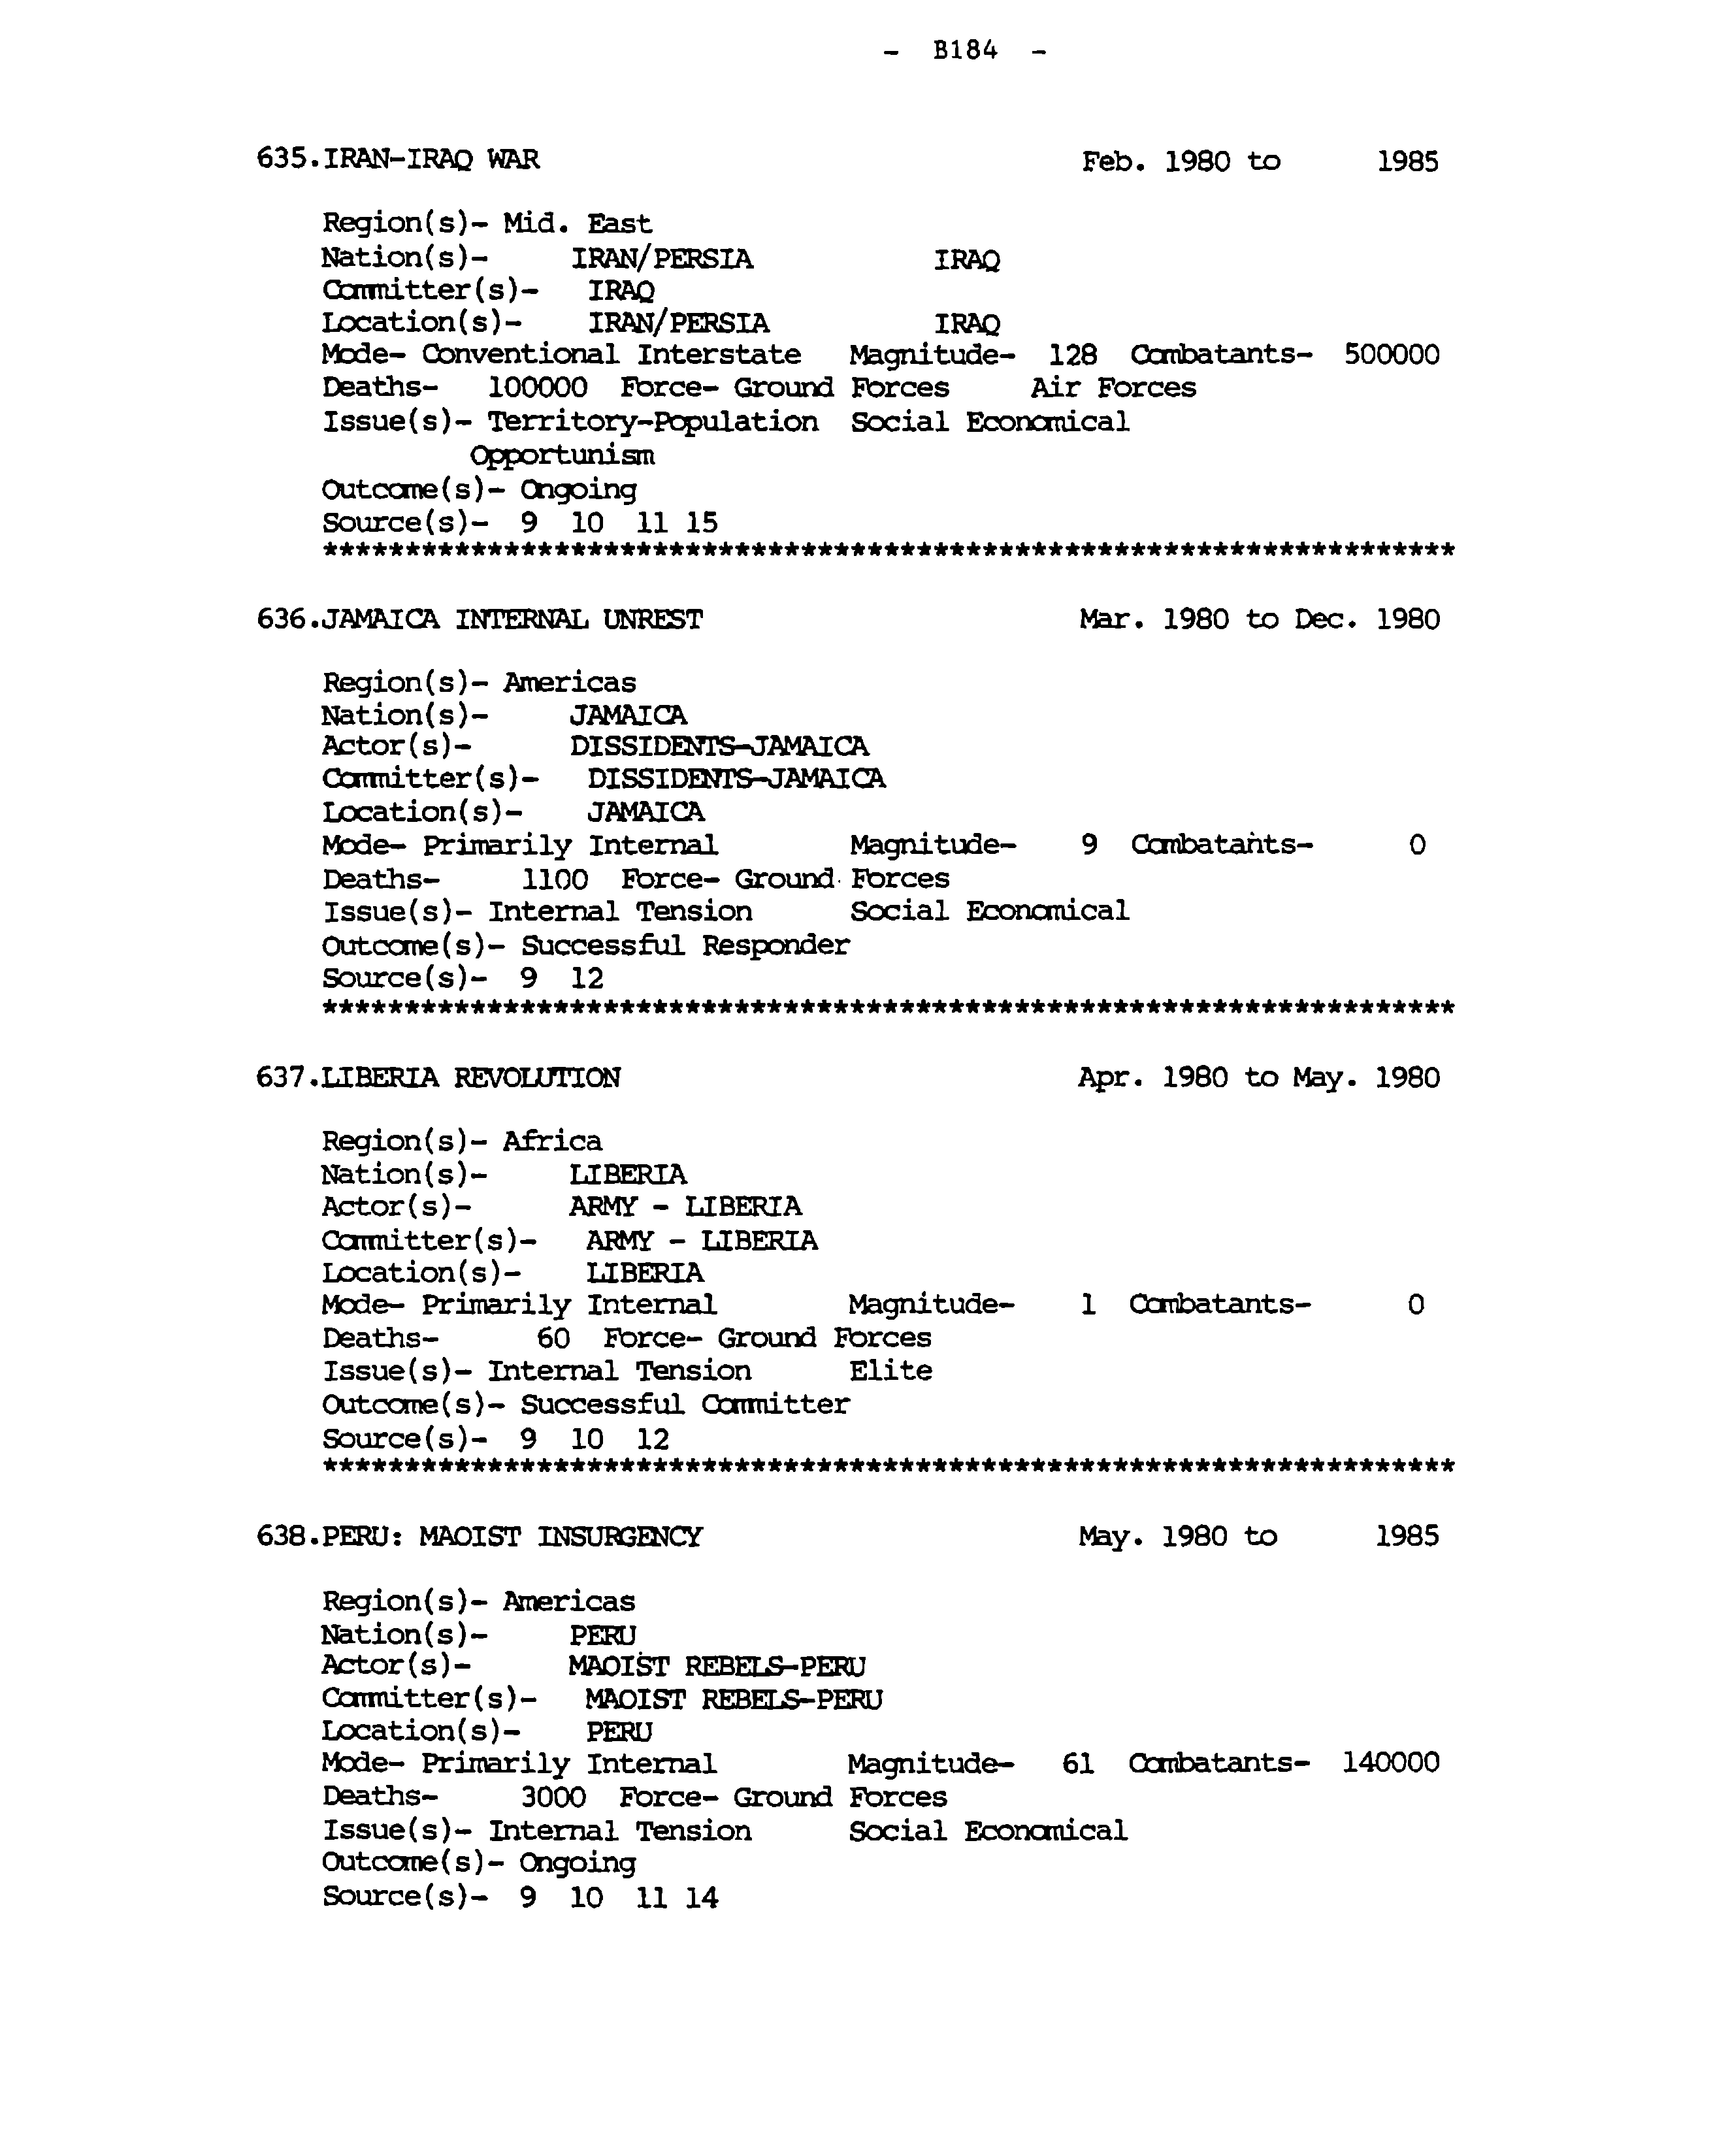 - B184 -
635.IRAN-IRAQ WAR Feb. 1980 to 1985
Region(s)- Mid. East
Nation(s)- IRAN/PERSIA IRAQ
Committer(s)- IRAQ
Location(s)- IRAN/PERSIA IRAQ
Mode- Conventional Interstate Magnitude- 128 Combatants- 500000
Deaths- 100000 Force- Ground Forces Air Forces
Issue(s)- Territory-Population Social Economical
Opportunism
Outcome(s)- Ongoing
Source(s)- 9 10 11 15
*********************************************************************
636.JAMAICA INTERNAL UNREST Mar. 1980 to Dec. 1980
Region(s)- Americas
Nation(s)- JAMAICA
Actor(s)- DISSIDENTS-JAMAICA
Committer(s)- DISSIDENTS-JAMAICA
Location(s)- JAMAICA
Mode- Primarily Internal Magnitude- 9 Combatants- 0
Deaths- 1100 Force- Ground Forces
Issue(s)- Internal Tension Social Economical
Outcome(s)- Successful Responder
Source(s)- 9 12
*********************************************************************
637.LIBERIA REVOLUTION Apr. 1980 to May. 1980
Region(s)- Africa
Nation(s)- LIBERIA
Actor(s)- ARMY - LIBERIA
Committer(s)- ARMY - LIBERIA
Location(s)- LIBERIA
Mode- Primarily Internal Magnitude- 1 Combatants- 0
Deaths- 60 Force- Ground Forces
Issue(s)- Internal Tension Elite
Outcome(s)- Successful Committer
Source(s)- 9 10 12
*********************************************************************
638.PERU: MAOIST INSURGENCY May. 1980 to 1985
Region(s)- Americas
Nation(s)- PERU
Actor(s)- MAOIST REBELS-PERU
Committer(s)- MAOIST REBELS-PERU
Location(s)- PERU
Mode- Primarily Internal Magnitude- 61 Combatants- 140000
Deaths- 3000 Force- Ground Forces
Issue(s)- Internal Tension Social Economical
Outcome(s)- Ongoing
Source(s)- 9 10 11 14